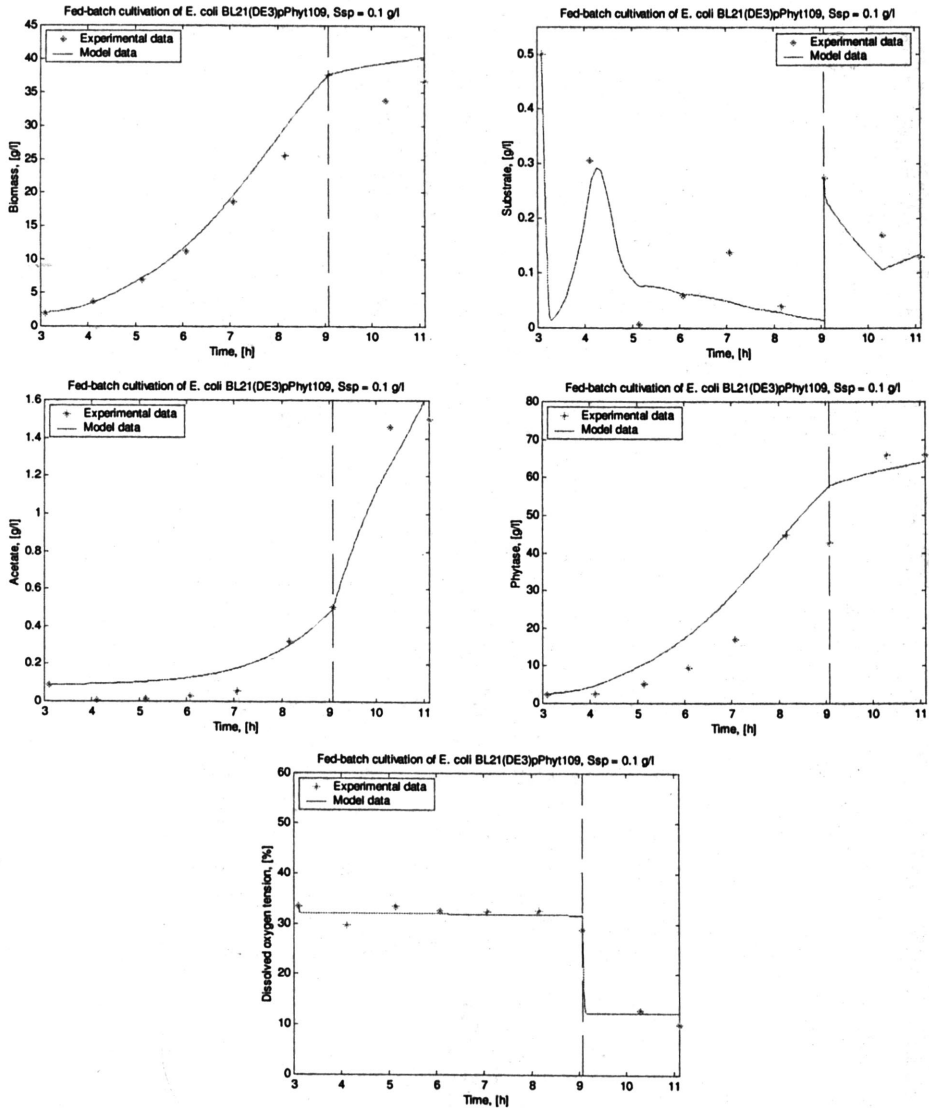 Fed-batch cultivation of E. coli BL21(DE3)pPhyt109, Ssp = 0.1 g/l
45
40
35
30
25
20
15
10
5
0
Biomass, [g/l]
Experimental data
Model data
3 4 5 6 7 8 9 10 11
Time, [h]
Fed-batch cultivation of E. coli BL21(DE3)pPhyt109, Ssp = 0.1 g/l
0.5
0.4
0.3
0.2
0.1
0
Substrate, [g/l]
Experimental data
Model data
3 4 5 6 7 8 9 10 11
Time, [h]
Fed-batch cultivation of E. coli BL21(DE3)pPhyt109, Ssp = 0.1 g/l
1.6
1.4
1.2
1
0.8
0.6
0.4
0.2
0
Acetate, [g/l]
Experimental data
Model data
3 4 5 6 7 8 9 10 11
Time, [h]
Fed-batch cultivation of E. coli BL21(DE3)pPhyt109, Ssp = 0.1 g/l
80
70
60
50
40
30
20
10
0
Phytase, [g/l]
Experimental data
Model data
3 4 5 6 7 8 9 10 11
Time, [h]
Fed-batch cultivation of E. coli BL21(DE3)pPhyt109, Ssp = 0.1 g/l
60
50
40
30
20
10
0
Dissolved oxygen tension, [%]
Experimental data
Model data
3 4 5 6 7 8 9 10 11
Time, [h]